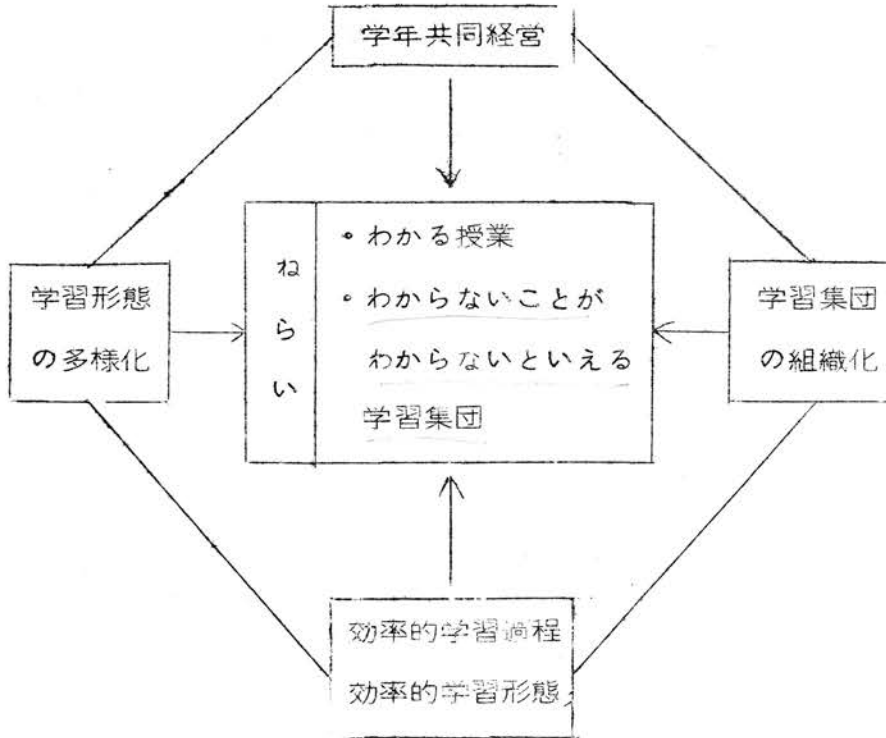 学年共同経営
学習形態
の多様化
ねらい
・わかる授業
・わからないことが
わからないといえる
学習集団
学習集団
の組織化
効率的学習過程
効率的学習形態